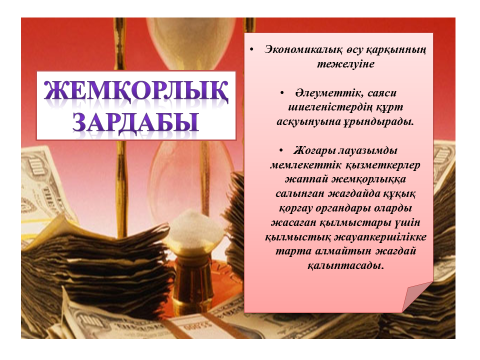 ЖЕМҚОРЛЫҚ
ЗАРДАБЫ
• Экономикалық өсу қарқынның
тежелуіне
• Әлеуметтік, саяси
шиеленістердің құрт
асқуынуына ұрындырады.
• Жоғары лауазымды
мемлекеттік қызметкерлер
жаппай жемқорлыққа
салынған жағдайда құқық
қорғау органдары оларды
жасаған қылмыстары үшін
қылмыстық жауапкершілікке
тарта алмайтын жағдай
қалыптасады.